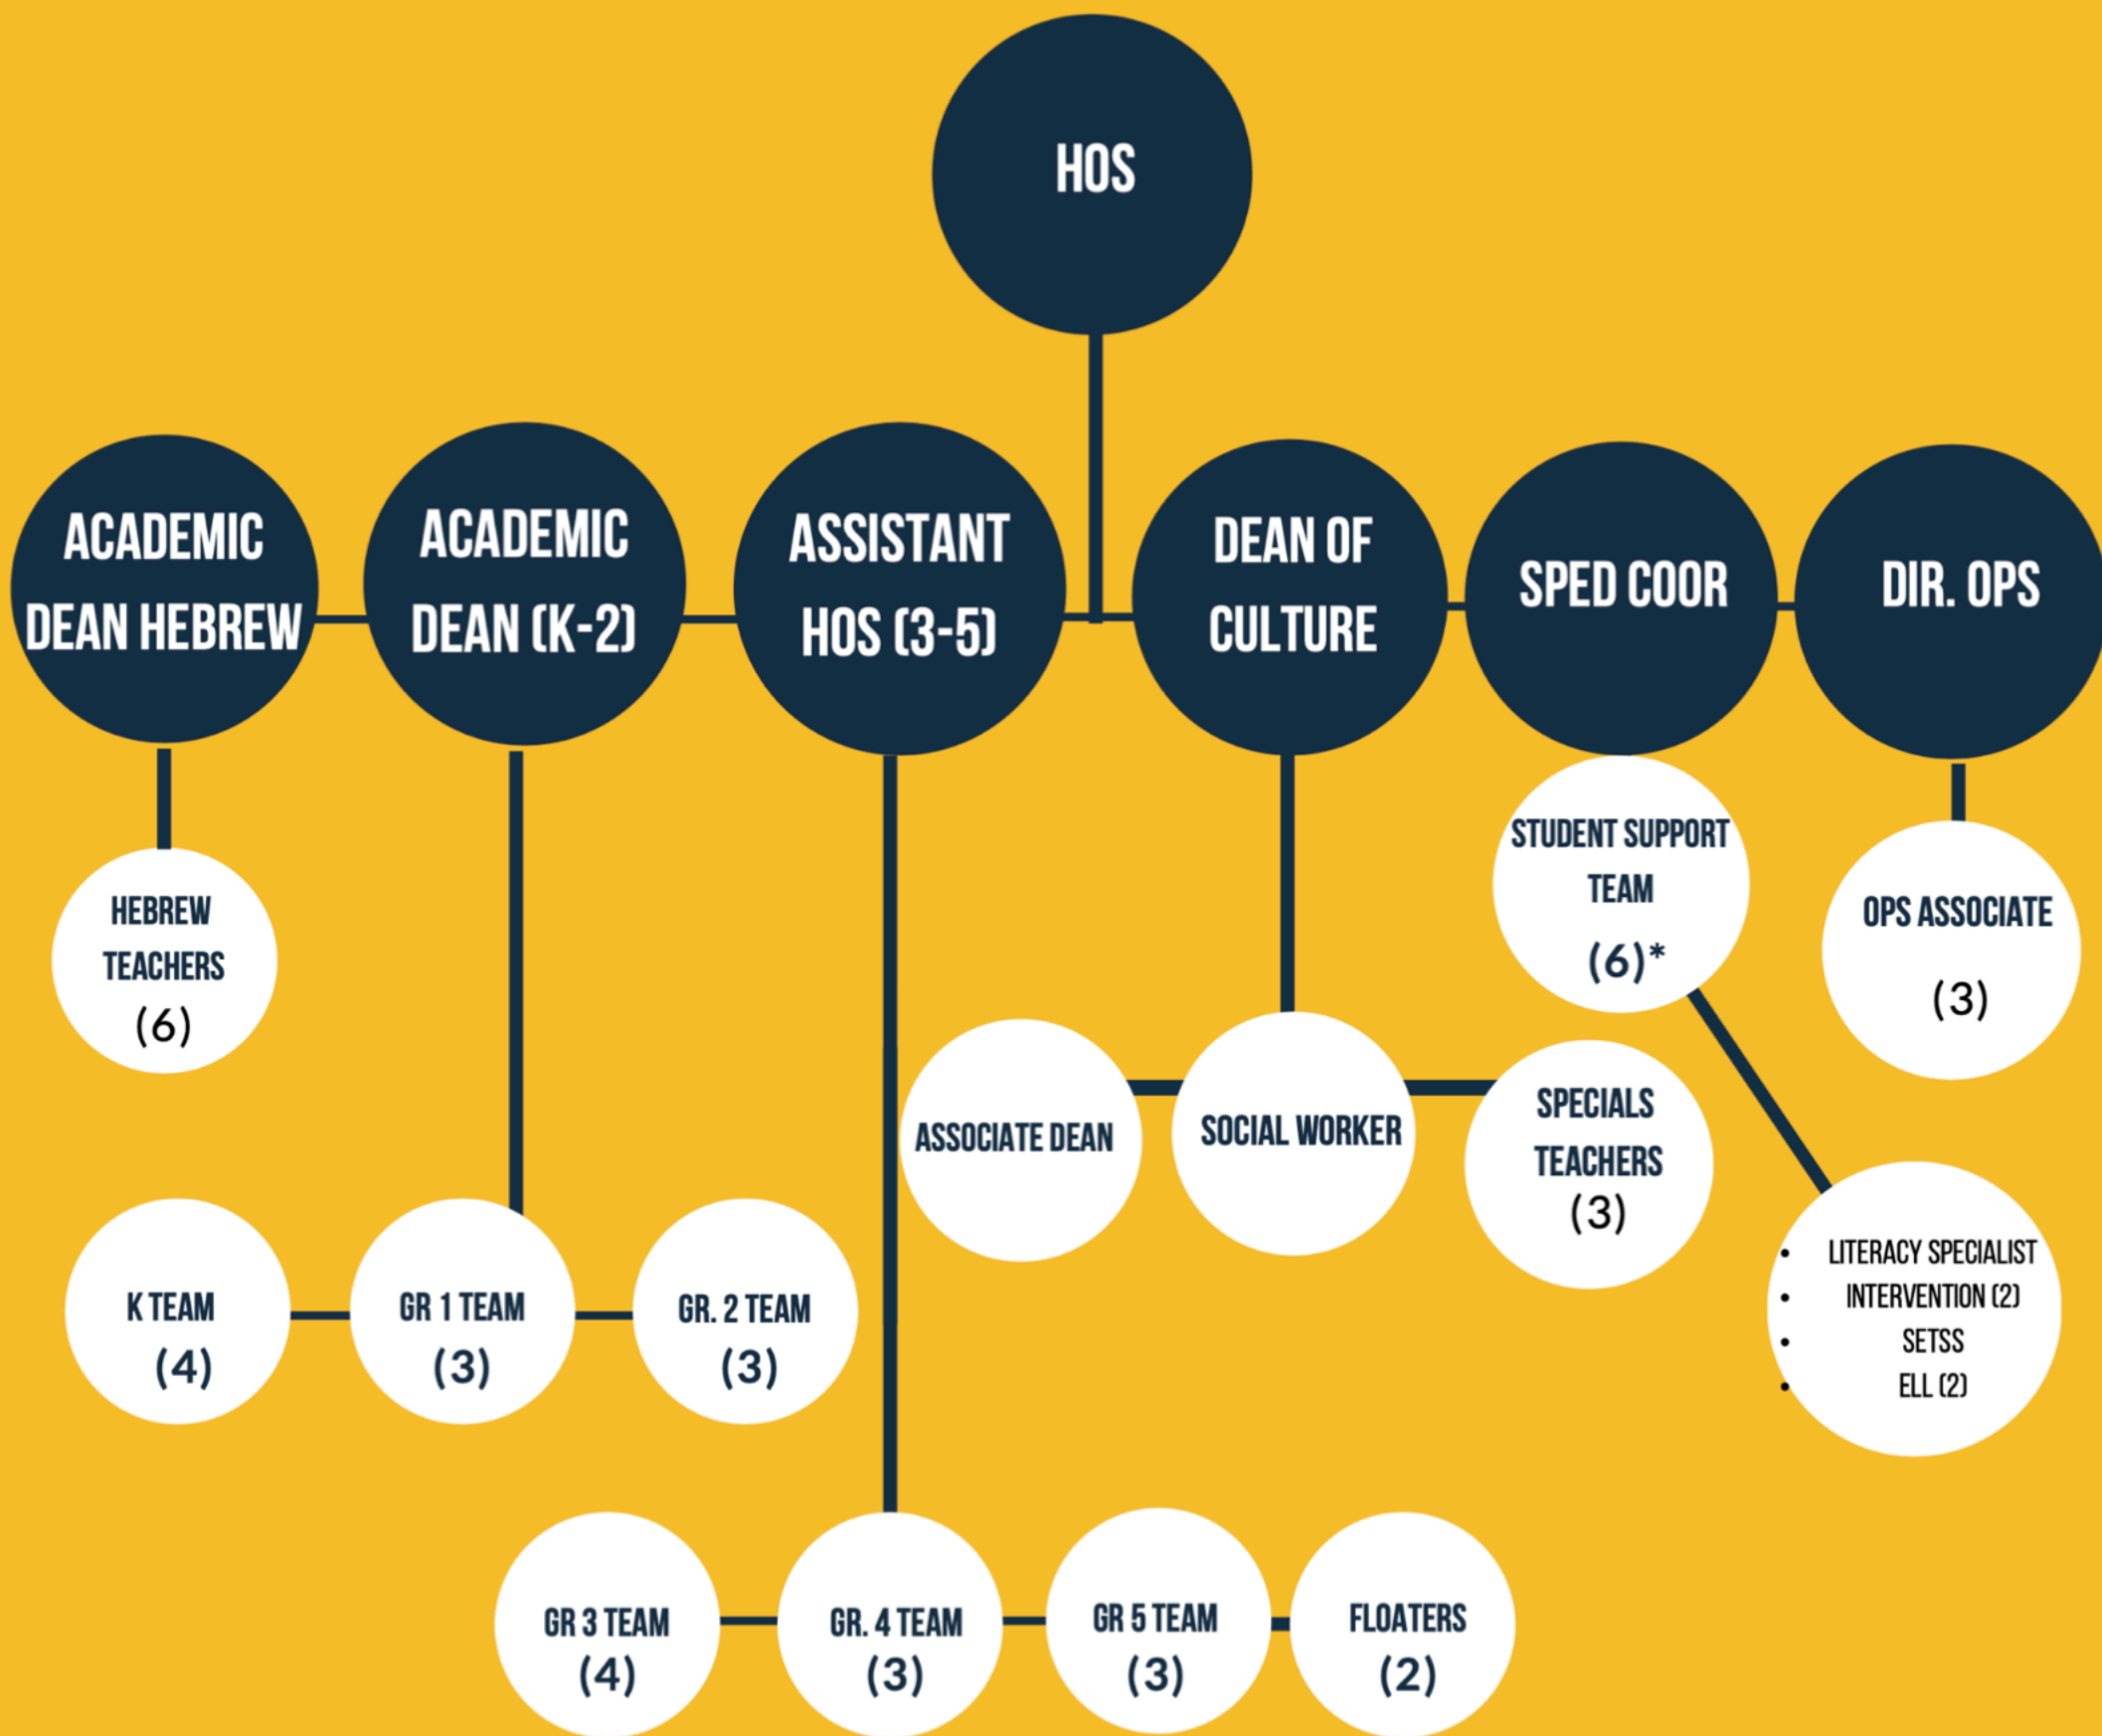 HOS
ACADEMIC
DEAN HEBREW
ACADEMIC
DEAN (K-2)
ASSISTANT
HOS (3-5)
DEAN OF
CULTURE
SPED COOR
DIR. OPS
HEBREW
TEACHERS
(6)
STUDENT SUPPORT
TEAM
(6)*
OPS ASSOCIATE
(3)
ASSOCIATE DEAN
SOCIAL WORKER
SPECIALS
TEACHERS
(3)
K TEAM
(4)
GR 1 TEAM
(3)
GR. 2 TEAM
(3)
• LITERACY SPECIALIST
• INTERVENTION (2)
• SETSS
• ELL (2)
GR 3 TEAM
(4)
GR. 4 TEAM
(3)
GR 5 TEAM
(3)
FLOATERS
(2)